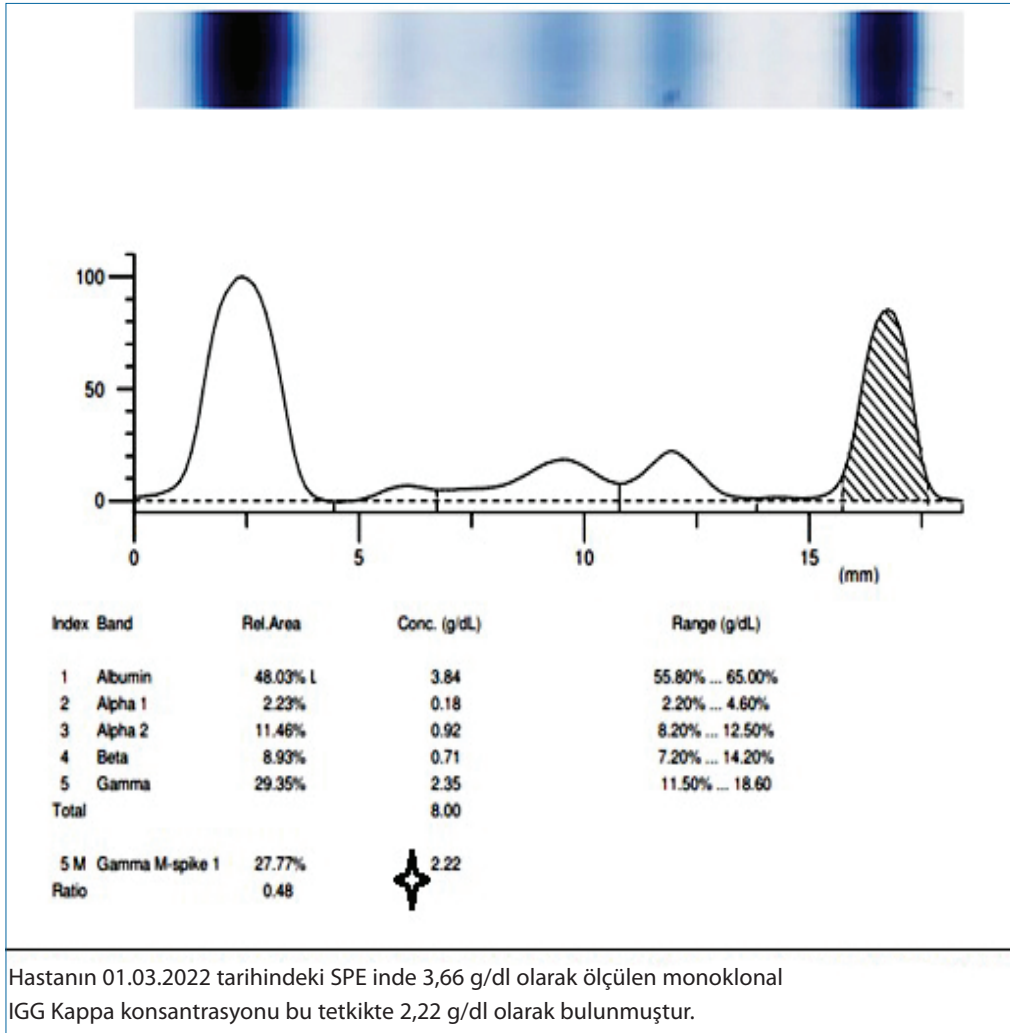 100
50
0
0 5 10 15
(mm)
Index Band Rel.Area Conc. (g/dL) Range (g/dL)
1 Albumin 48.03% L 3.84 55.80% ... 65.00%
2 Alpha 1 2.23% 0.18 2.20% ... 4.60%
3 Alpha 2 11.46% 0.92 8.20% ... 12.50%
4 Beta 8.93% 0.71 7.20% ... 14.20%
5 Gamma 29.35% 2.35 11.50% ... 18.60
Total 8.00
5 M Gamma M-spike 1 27.77% 2.22
Ratio 0.48
Hastanın 01.03.2022 tarihindeki SPE inde 3,66 g/dl olarak ölçülen monoklonal
IGG Kappa konsantrasyonu bu tetkikte 2,22 g/dl olarak bulunmuştur.